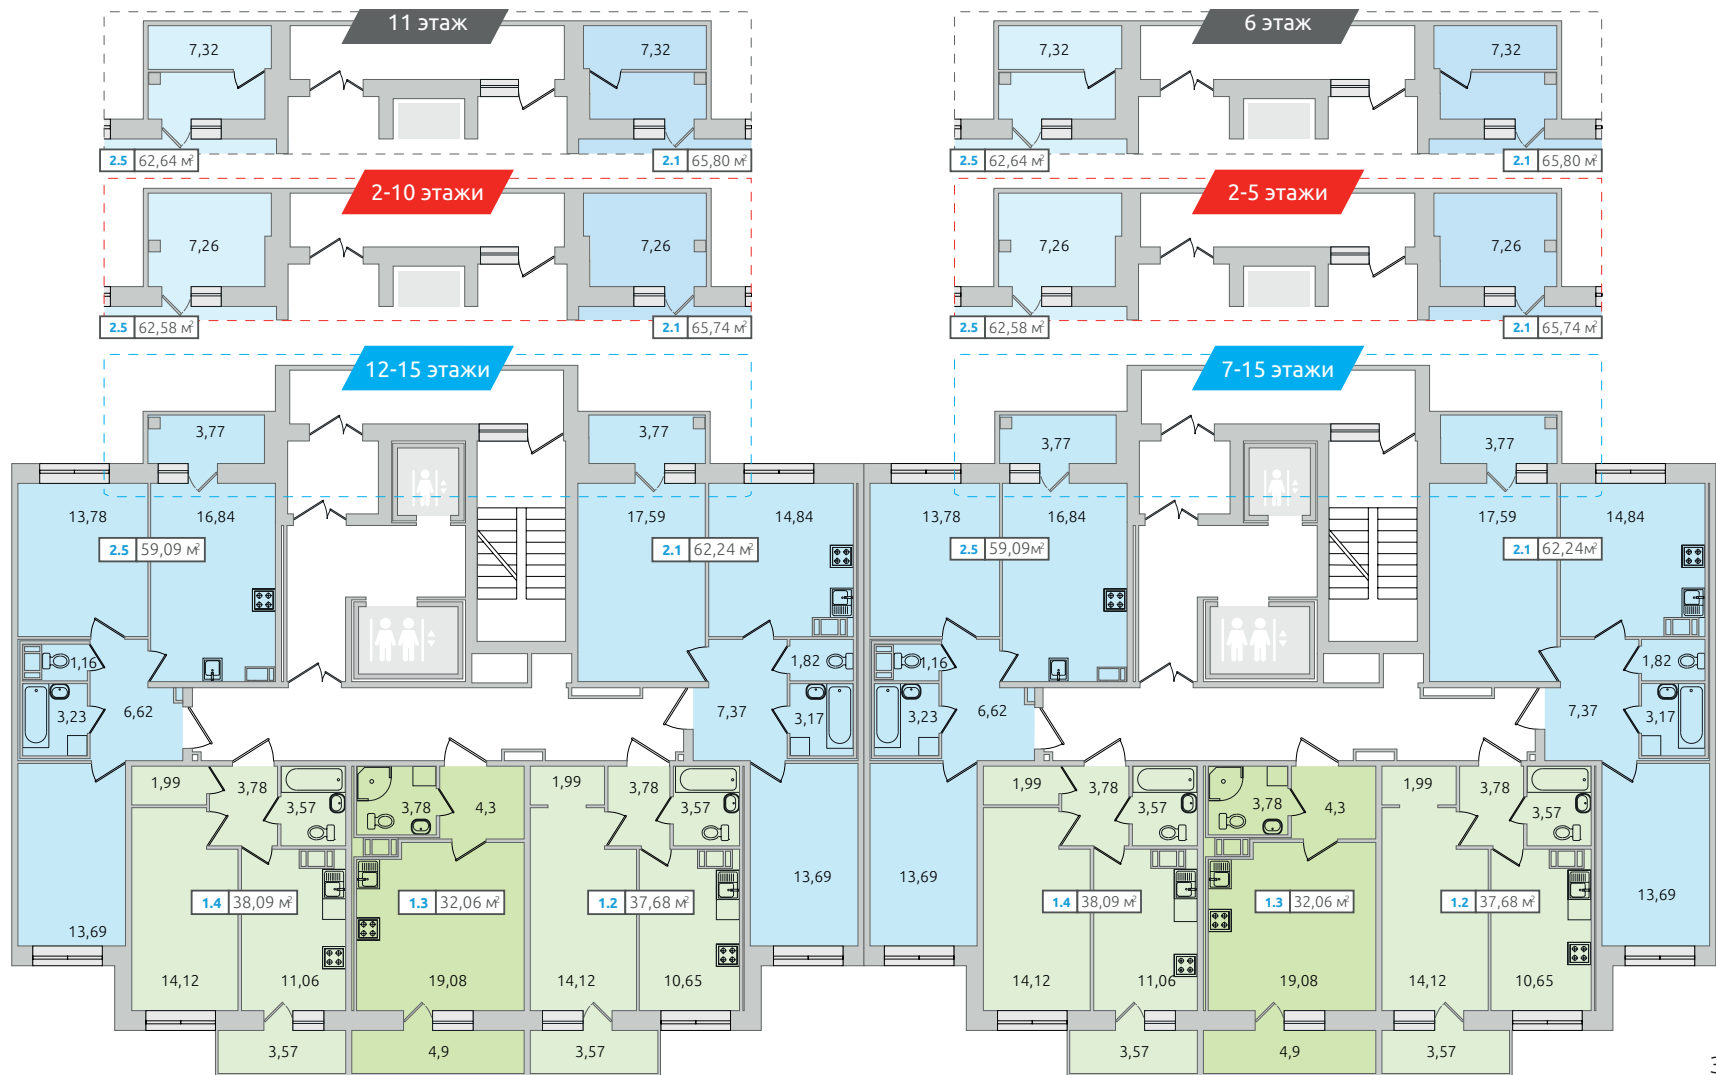 11 этаж
6 этаж
7,32
7,32
7,32
7,32
2.5 62,64 м²
2.1 65,80 м²
2.5 62,64 м²
2.1 65,80 м²
2-10 этажи
2-5 этажи
7,26
7,26
7,26
7,26
2.5 62,58 м²
2.1 65,74 м²
2.5 62,58 м²
2.1 65,74 м²
12-15 этажи
7-15 этажи
3,77
3,77
3,77
3,77
13,78
16,84
17,59
14,84
13,78
16,84
17,59
14,84
2.5 59,09 м²
2.1 62,24 м²
2.5 59,09 м²
2.1 62,24 м²
1,16
1,82
1,16
1,82
3,23
6,62
7,37
3,17
3,23
6,62
7,37
3,17
1,99
3,78
3,57
3,78
4,3
1,99
3,78
3,57
1,99
3,78
3,57
3,78
4,3
1,99
3,78
3,57
13,69
13,69
13,69
13,69
1.4 38,09 м²
1.3 32,06 м²
1.2 37,68 м²
1.4 38,09 м²
1.3 32,06 м²
1.2 37,68 м²
14,12
11,06
19,08
14,12
10,65
14,12
11,06
19,08
14,12
10,65
3,57
4,9
3,57
3,57
4,9
3,57